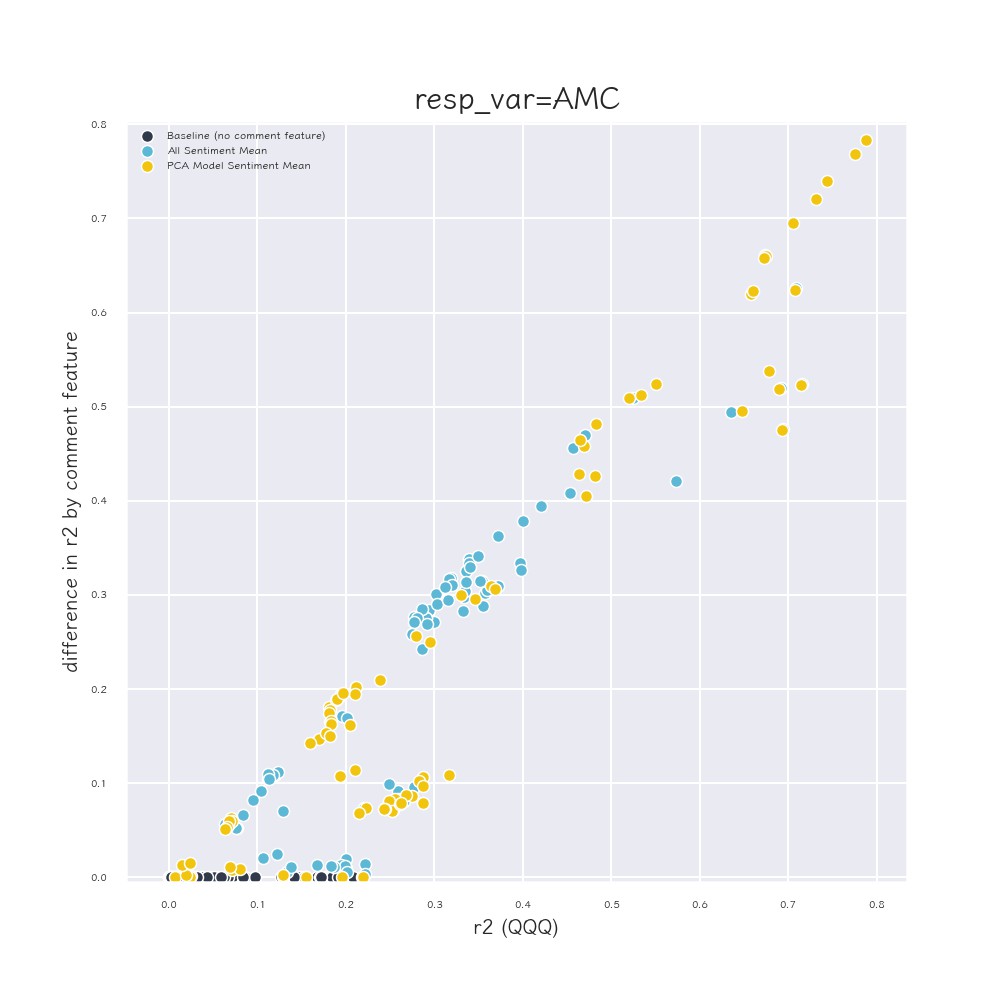 resp_var=AMC
Baseline (no comment feature)
All Sentiment Mean
PCA Model Sentiment Mean
difference in r2 by comment feature
0.8
0.7
0.6
0.5
0.4
0.3
0.2
0.1
0.0
0.0 0.1 0.2 0.3 0.4 0.5 0.6 0.7 0.8
r2 (QQQ)